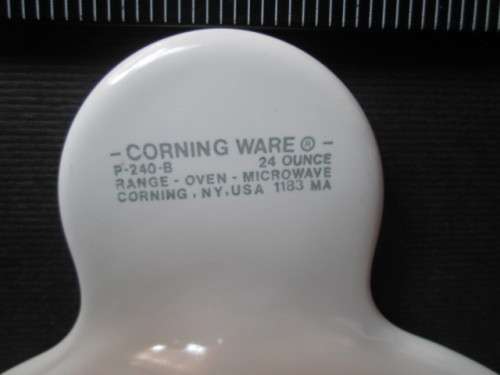 - CORNING WARE ® -
P-240-B 24 OUNCE
RANGE - OVEN - MICROWAVE
CORNING, NY, USA 1183 MA